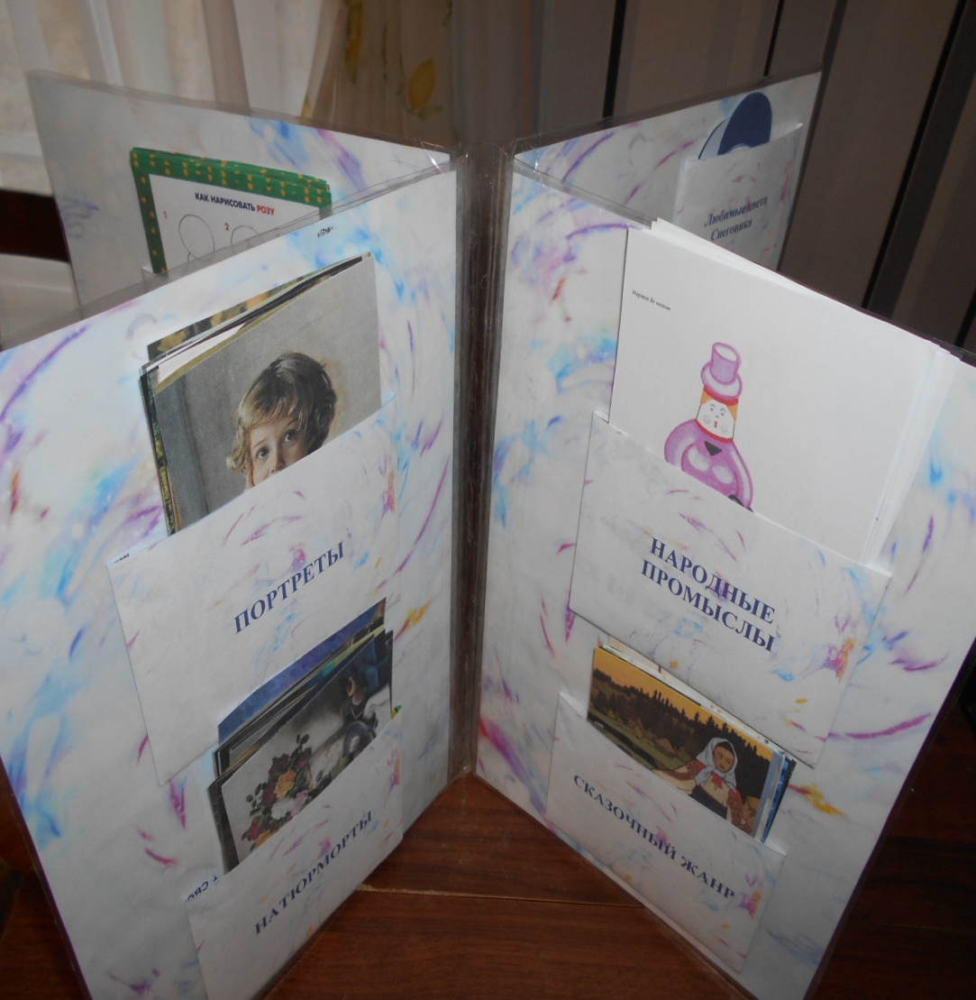 КАК НАРИСОВАТЬ РОЗУ
1
2
Любимые цвета
Снеговика
ПОРТРЕТЫ
НАРОДНЫЕ
ПРОМЫСЛЫ
НАТЮРМОРТЫ
СКАЗОЧНЫЙ ЖАНР